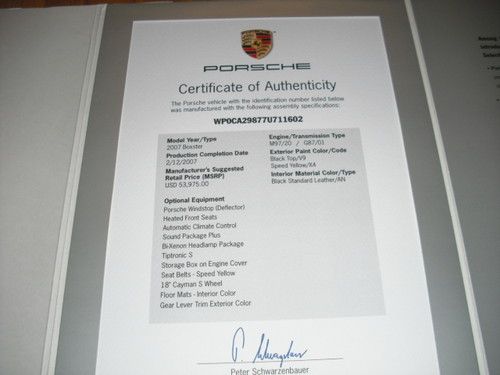 PORSCHE
Certificate of Authenticity
The Porsche vehicle with the identification number listed below
was manufactured with the following assembly specifications:
WP0CA29877U711602
Model Year/Type
2007 Boxster
Production Completion Date
2/12/2007
Manufacturer's Suggested
Retail Price (MSRP)
USD 53,975.00
Engine/Transmission Type
M97/20 / G87/01
Exterior Paint Color/Code
Black Top/V9
Speed Yellow/X4
Interior Material Color/Type
Black Standard Leather/AN
Optional Equipment
Porsche Windstop (Deflector)
Heated Front Seats
Automatic Climate Control
Sound Package Plus
Bi-Xenon Headlamp Package
Tiptronic S
Storage Box on Engine Cover
Seat Belts - Speed Yellow
18" Cayman S Wheel
Floor Mats - Interior Color
Gear Lever Trim Exterior Color
Peter Schwarzenbauer
Among